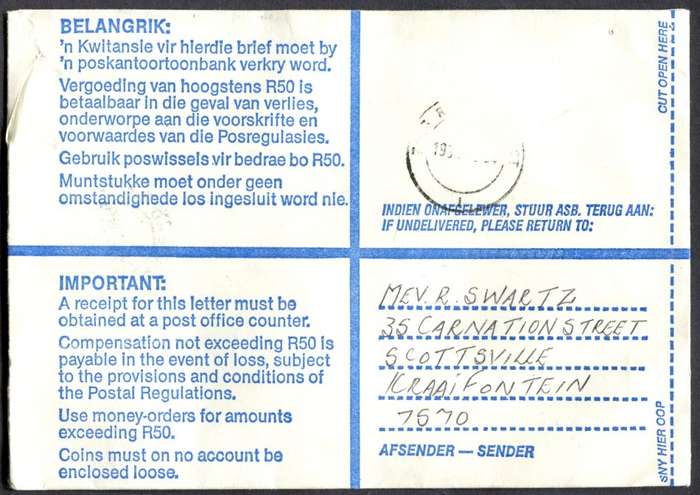 BELANGRIK:
'n Kwitansie vir hierdie brief moet by
'n poskantoortoonbank verkry word.
Vergoeding van hoogstens R50 is
betaalbaar in die geval van verlies,
onderworpe aan die voorskrifte en
voorwaardes van die Posregulasies.
Gebruik poswissels vir bedrae bo R50.
Muntstukke moet onder geen
omstandighede los ingesluit word nie.
CUT OPEN HERE
INDIEN ONAFGELEWER, STUUR ASB. TERUG AAN:
IF UNDELIVERED, PLEASE RETURN TO:
IMPORTANT:
A receipt for this letter must be
obtained at a post office counter.
Compensation not exceeding R50 is
payable in the event of loss, subject
to the provisions and conditions of
the Postal Regulations.
Use money-orders for amounts
exceeding R50.
Coins must on no account be
enclosed loose.
MEV. R. SWARTZ
35 CARNATION STREET
SCOTTSVILLE
KRAAIFONTEIN
7570
AFSENDER — SENDER
SNY HIER OOP